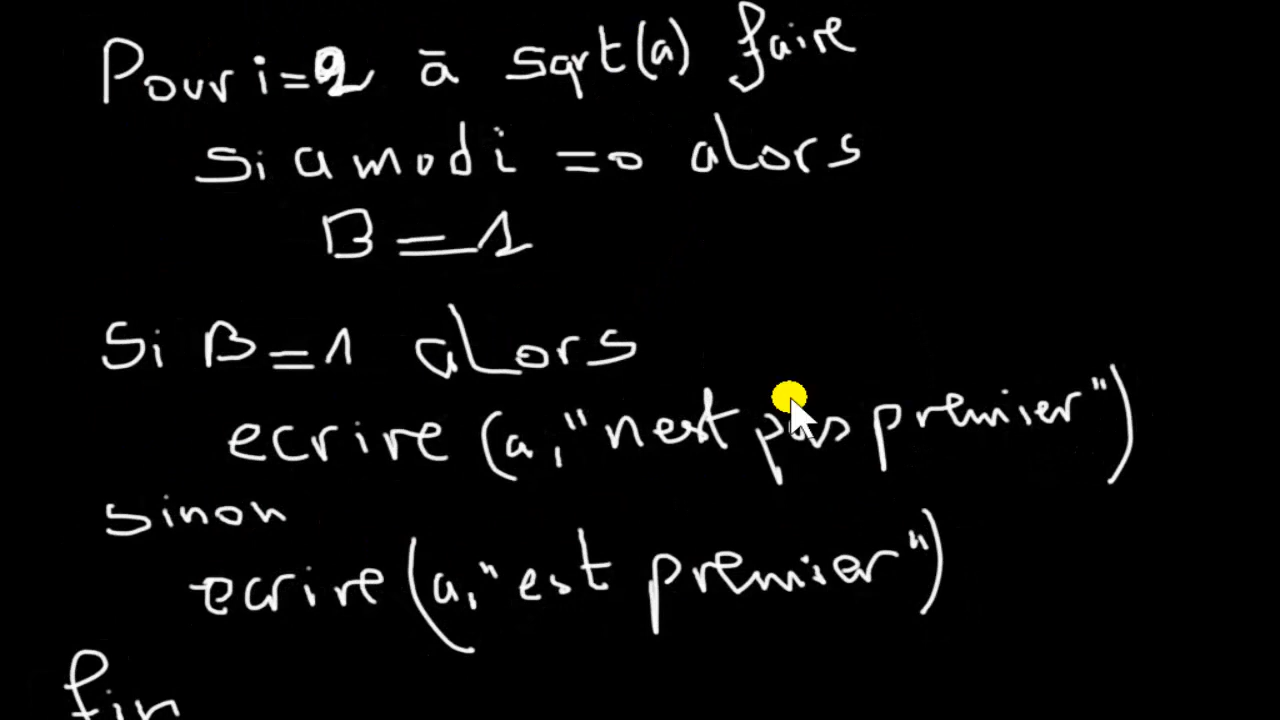 Pour i=2 à sqrt(a) faire
Si a mod i =0 alors
B=1
Si B=1 alors
ecrire (a,"nest pas premier")
sinon
ecrire(a,"est premier")
fin